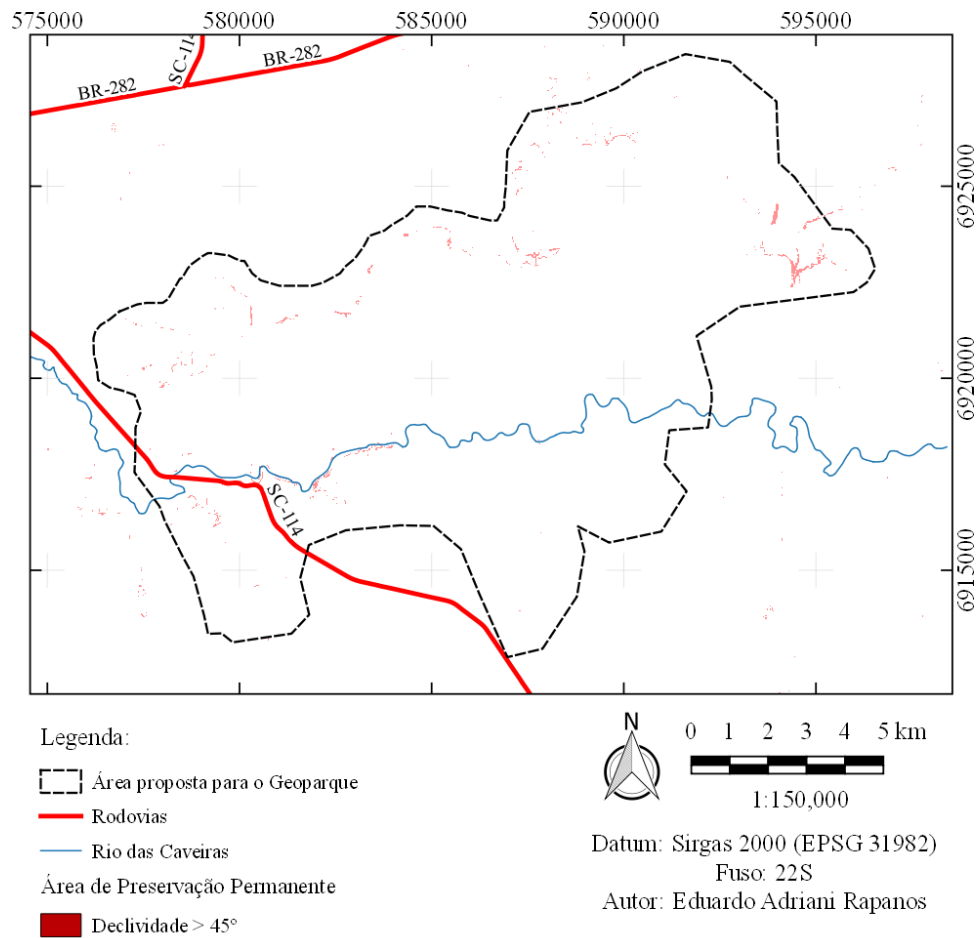 575000 580000 585000 590000 595000
SC-114
BR-282
BR-282
6925000
6920000
SC-114
6915000
Legenda:
Área proposta para o Geoparque
Rodovias
Rio das Caveiras
Área de Preservação Permanente
Declividade > 45º
N
0 1 2 3 4 5 km
1:150,000
Datum: Sirgas 2000 (EPSG 31982)
Fuso: 22S
Autor: Eduardo Adriani Rapanos